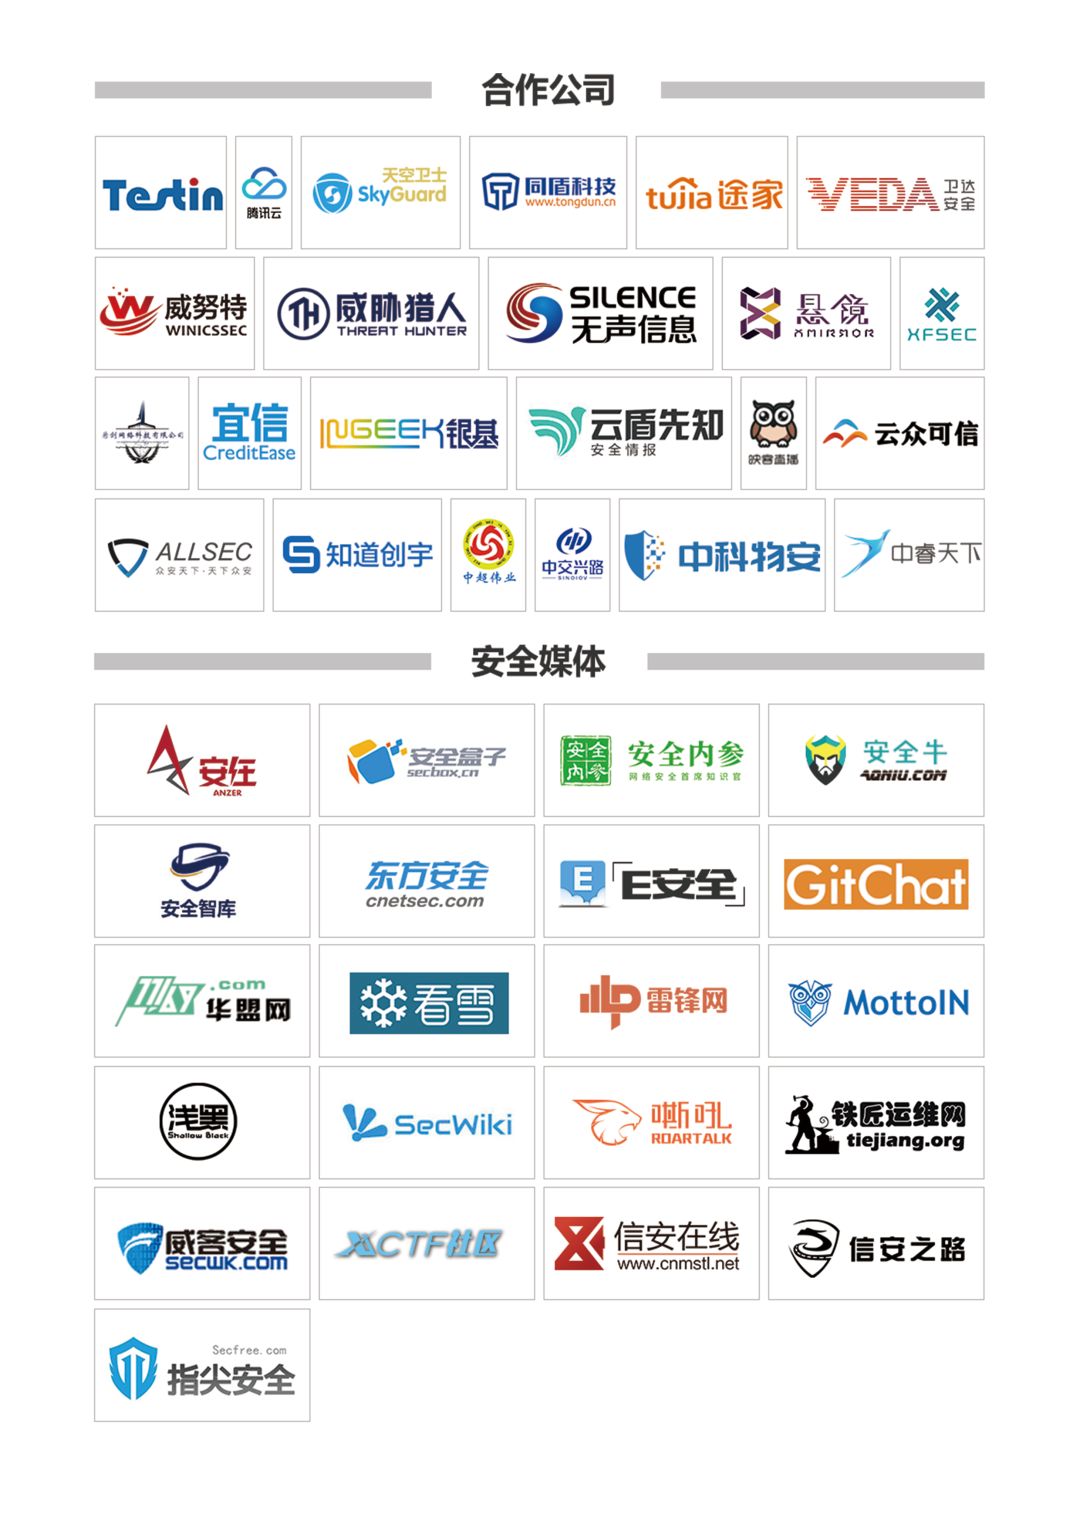 合作公司
Testin
腾讯云
天空卫士
SkyGuard
同盾科技
www.tongdun.cn
tujia 途家
VEDA 卫达安全
威努特
WINICSSEC
TH 威胁猎人
THREAT HUNTER
SILENCE
无声信息
悬镜
XMIRROR
XFSEC
宜信
CreditEase
INGEEK 银基
云盾先知
安全情报
映客直播
云众可信
ALLSEC
众安天下·天下众安
知道创宇
中超伟业
中交兴路
SINOIOV
中科物安
中睿天下
安全媒体
安在
ANZER
安全盒子
secbox.cn
安全內參
安全内参
网络安全首席知识官
安全牛
AQNIU.COM
安全智库
东方安全
cnetsec.com
E「E安全」
GitChat
77169.com
华盟网
看雪
雷锋网
MottoIN
浅黑
Shallow Black
SecWiki
嘶吼
ROARTALK
铁匠运维网
tiejiang.org
威客安全
secwk.com
XCTF社区
信安在线
www.cnmstl.net
信安之路
Secfree.com
指尖安全